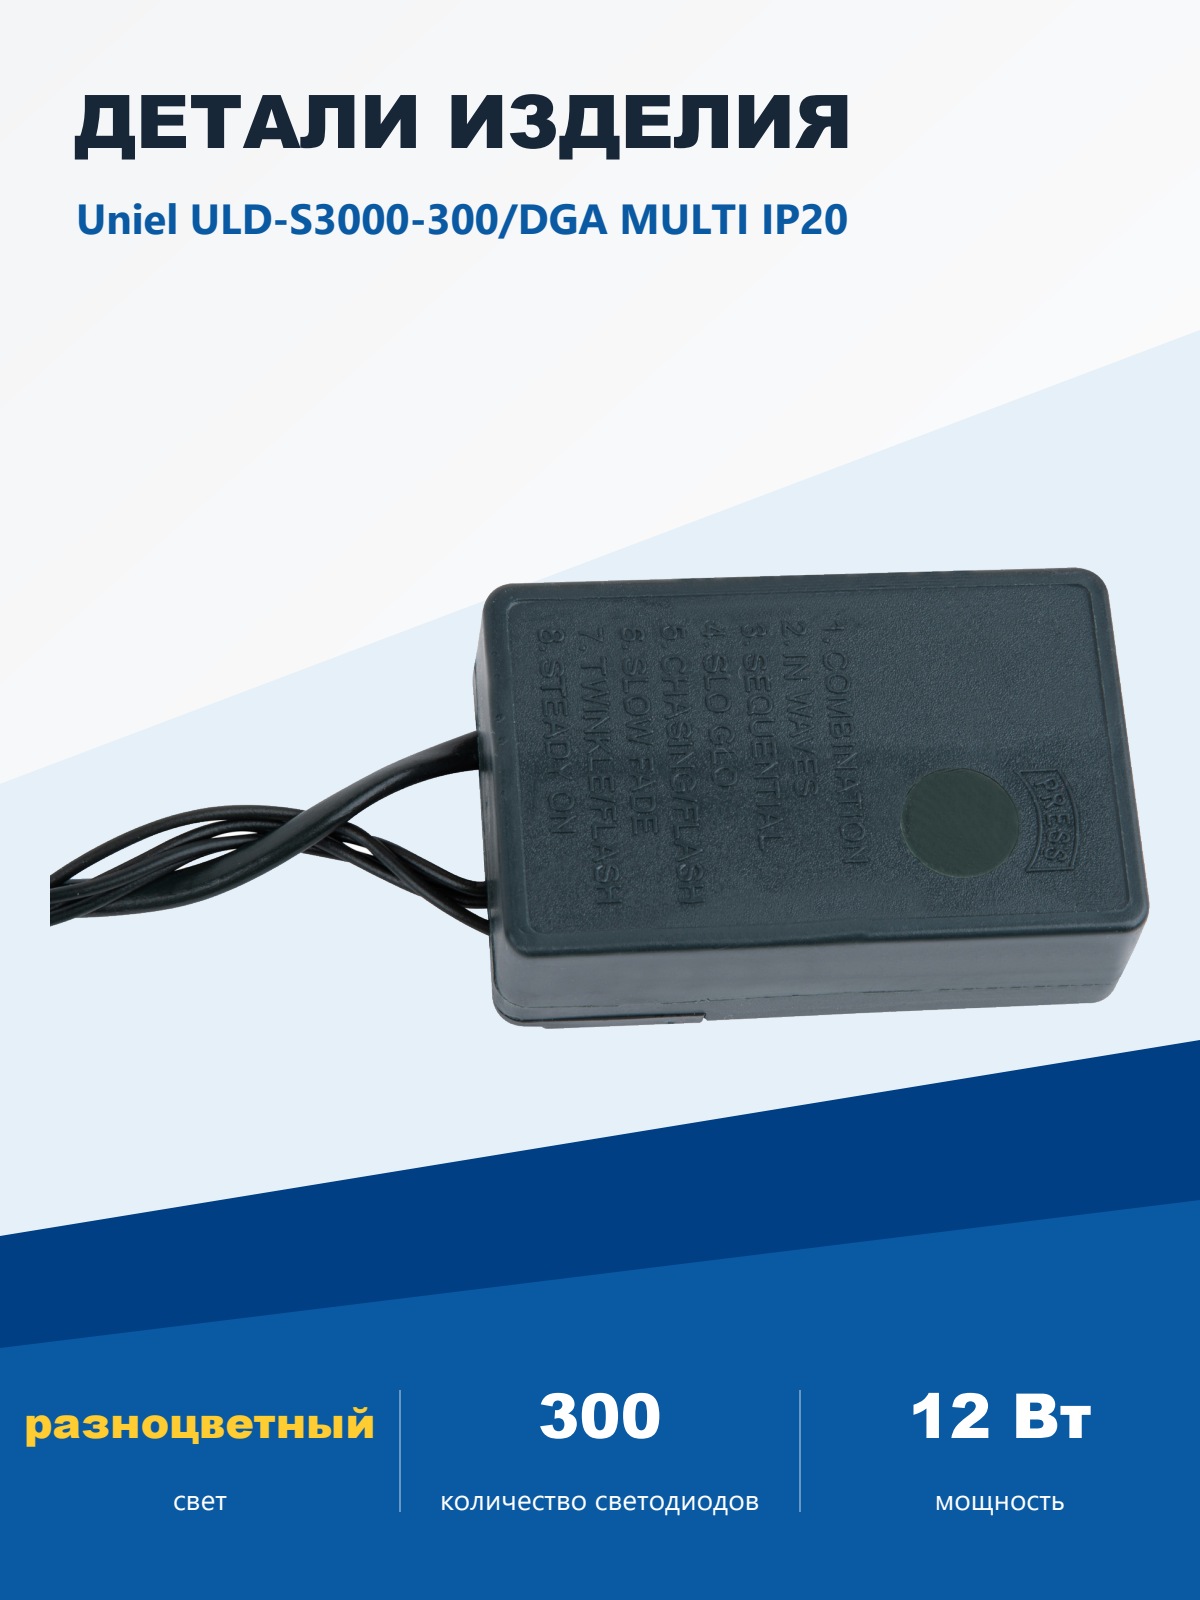 ДЕТАЛИ ИЗДЕЛИЯ
Uniel ULD-S3000-300/DGA MULTI IP20
1. COMBINATION
2. IN WAVES
3. SEQUENTIAL
4. SLO GLO
5. CHASING/FLASH
6. SLOW FADE
7. TWINKLE/FLASH
8. STEADY ON
PRESS
разноцветный
свет
300
количество светодиодов
12 Вт
мощность